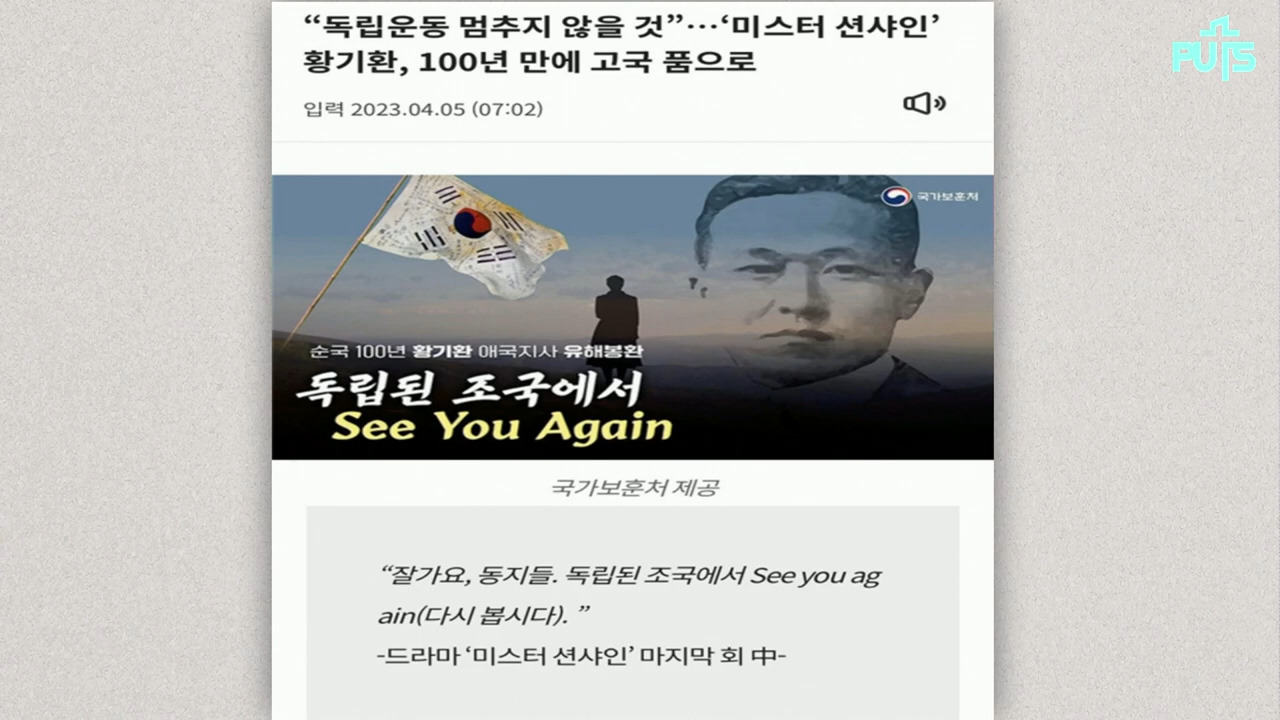 “독립운동 멈추지 않을 것”…‘미스터 션샤인’
황기환, 100년 만에 고국 품으로
입력 2023.04.05 (07:02)
PUTS
국가보훈처
순국 100년 황기환 애국지사 유해봉환
독립된 조국에서
See You Again
국가보훈처 제공
“잘가요, 동지들. 독립된 조국에서 See you ag
ain(다시 봅시다). ”
-드라마 ‘미스터 션샤인’ 마지막 회 中-